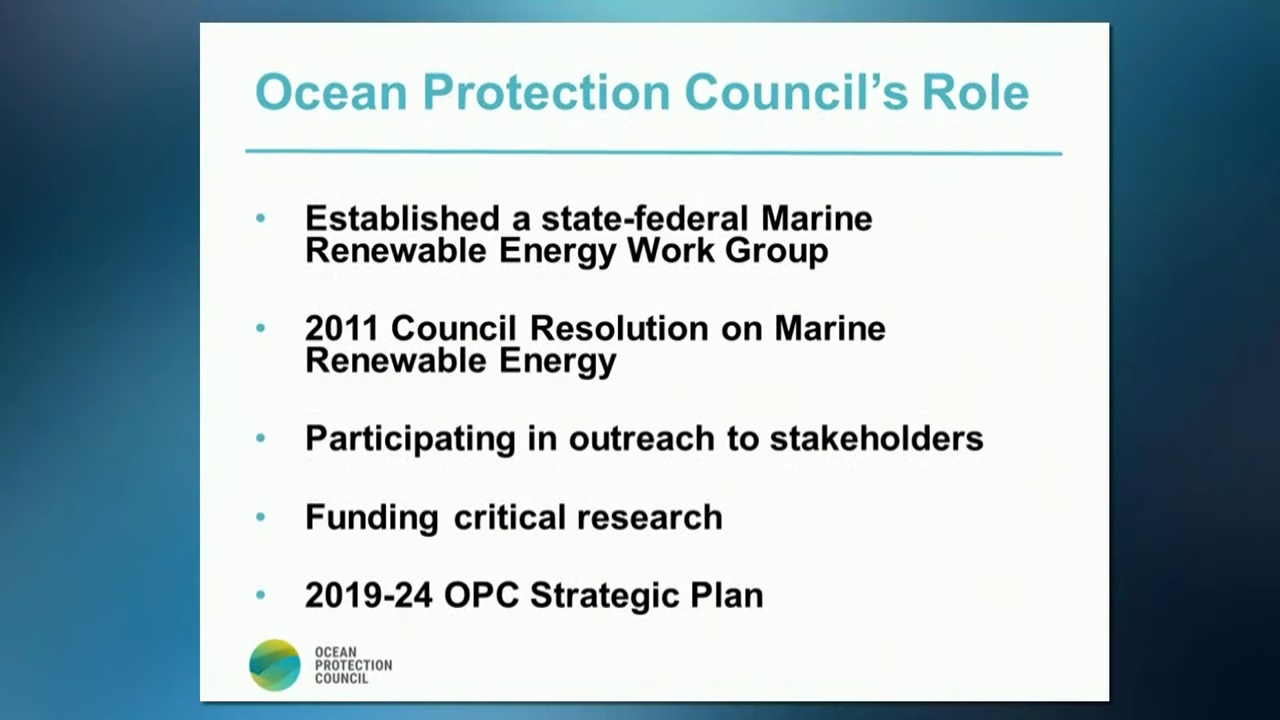 Ocean Protection Council’s Role
• Established a state-federal Marine
Renewable Energy Work Group
• 2011 Council Resolution on Marine
Renewable Energy
• Participating in outreach to stakeholders
• Funding critical research
• 2019-24 OPC Strategic Plan
OCEAN
PROTECTION
COUNCIL